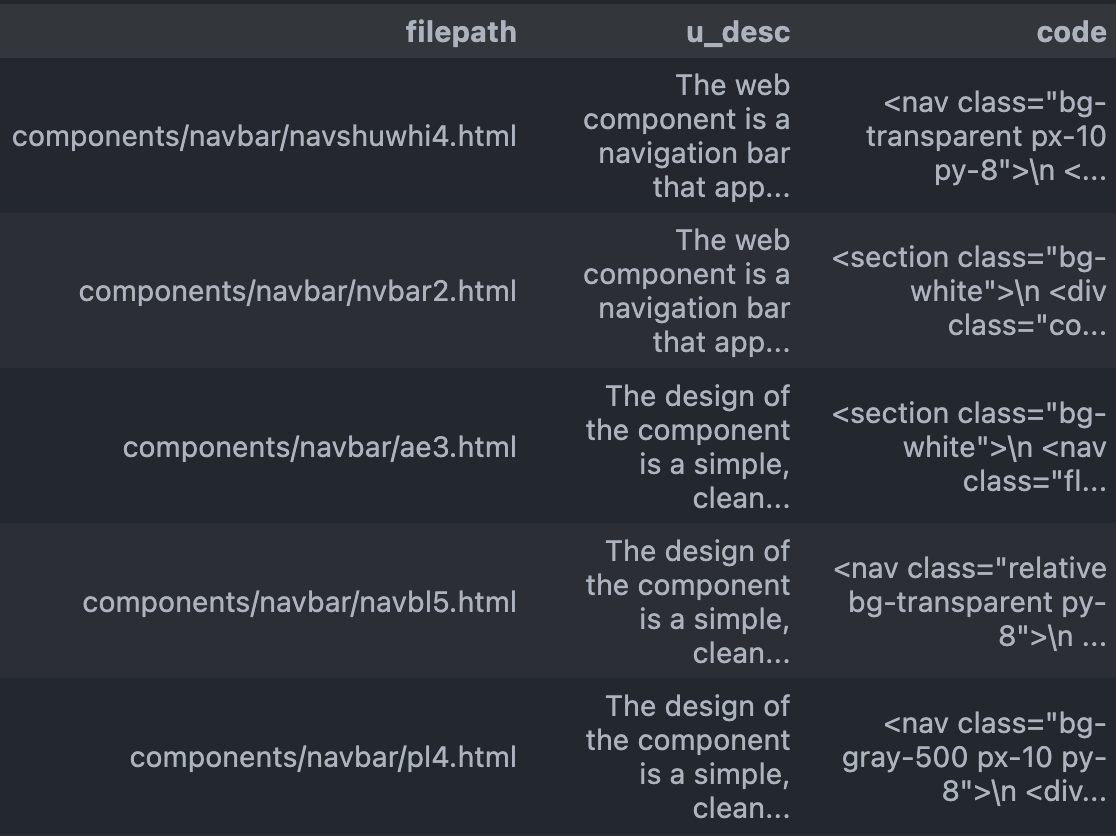 filepath u_desc code
components/navbar/navshuwhi4.html
The web
component is a
navigation bar
that app...
<nav class="bg-
transparent px-10
py-8">\n <...
components/navbar/nvbar2.html
The web
component is a
navigation bar
that app...
<section class="bg-
white">\n <div
class="co...
components/navbar/ae3.html
The design of
the component
is a simple,
clean...
<section class="bg-
white">\n <nav
class="fl...
components/navbar/navbl5.html
The design of
the component
is a simple,
clean...
<nav class="relative
bg-transparent py-
8">\n ...
components/navbar/pl4.html
The design of
the component
is a simple,
clean...
<nav class="bg-
gray-500 px-10 py-
8">\n <div...